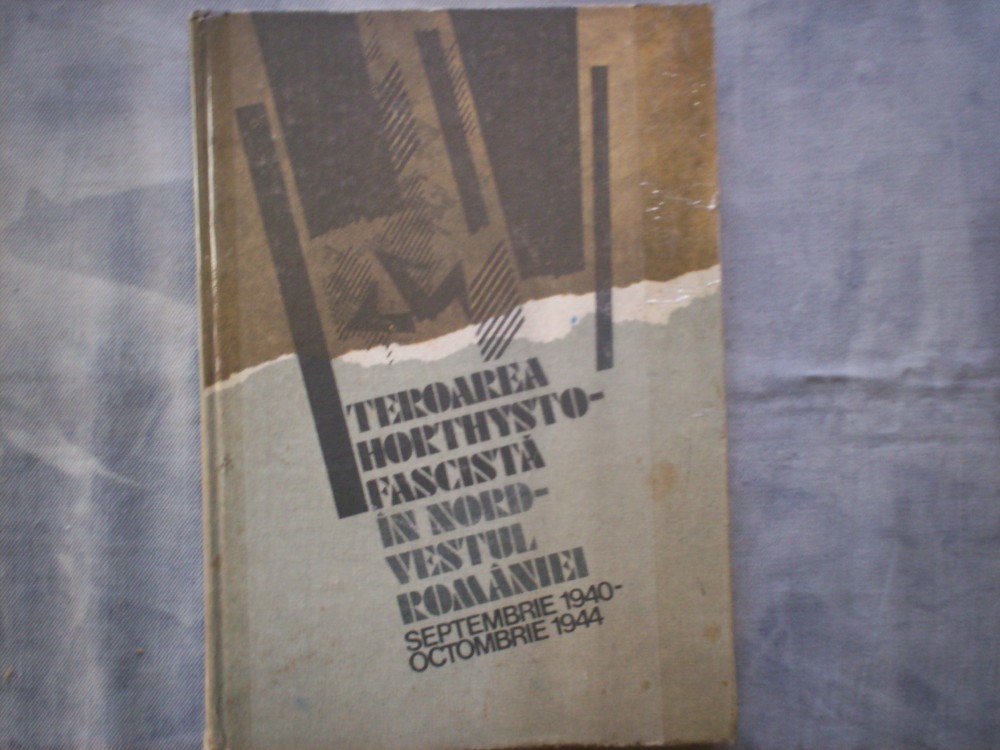 TEROAREA
HORTHYSTO-
FASCISTĂ
ÎN NORD-
VESTUL
ROMÂNIEI
SEPTEMBRIE 1940-
OCTOMBRIE 1944